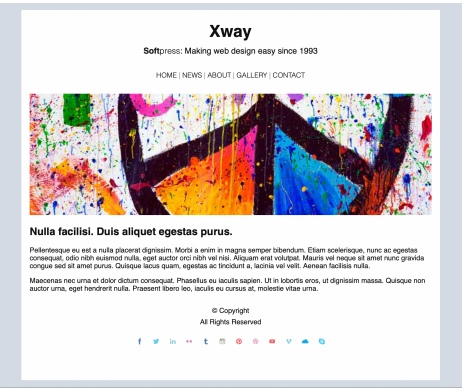 Xway
Softpress: Making web design easy since 1993
HOME | NEWS | ABOUT | GALLERY | CONTACT
Nulla facilisi. Duis aliquet egestas purus.
Pellentesque eu est a nulla placerat dignissim. Morbi a enim in magna semper bibendum. Etiam scelerisque, nunc ac egestas
consequat, odio nibh euismod nulla, eget auctor orci nibh vel nisi. Aliquam erat volutpat. Mauris vel neque sit amet nunc gravida
congue sed sit amet purus. Quisque lacus quam, egestas ac tincidunt a, lacinia vel velit. Aenean facilisis nulla.
Maecenas nec urna et dolor dictum consequat. Phasellus eu iaculis sapien. Ut in lobortis eros, ut dignissim massa. Quisque non
auctor urna, eget hendrerit nulla. Praesent libero leo, iaculis eu cursus at, molestie vitae urna.
© Copyright
All Rights Reserved